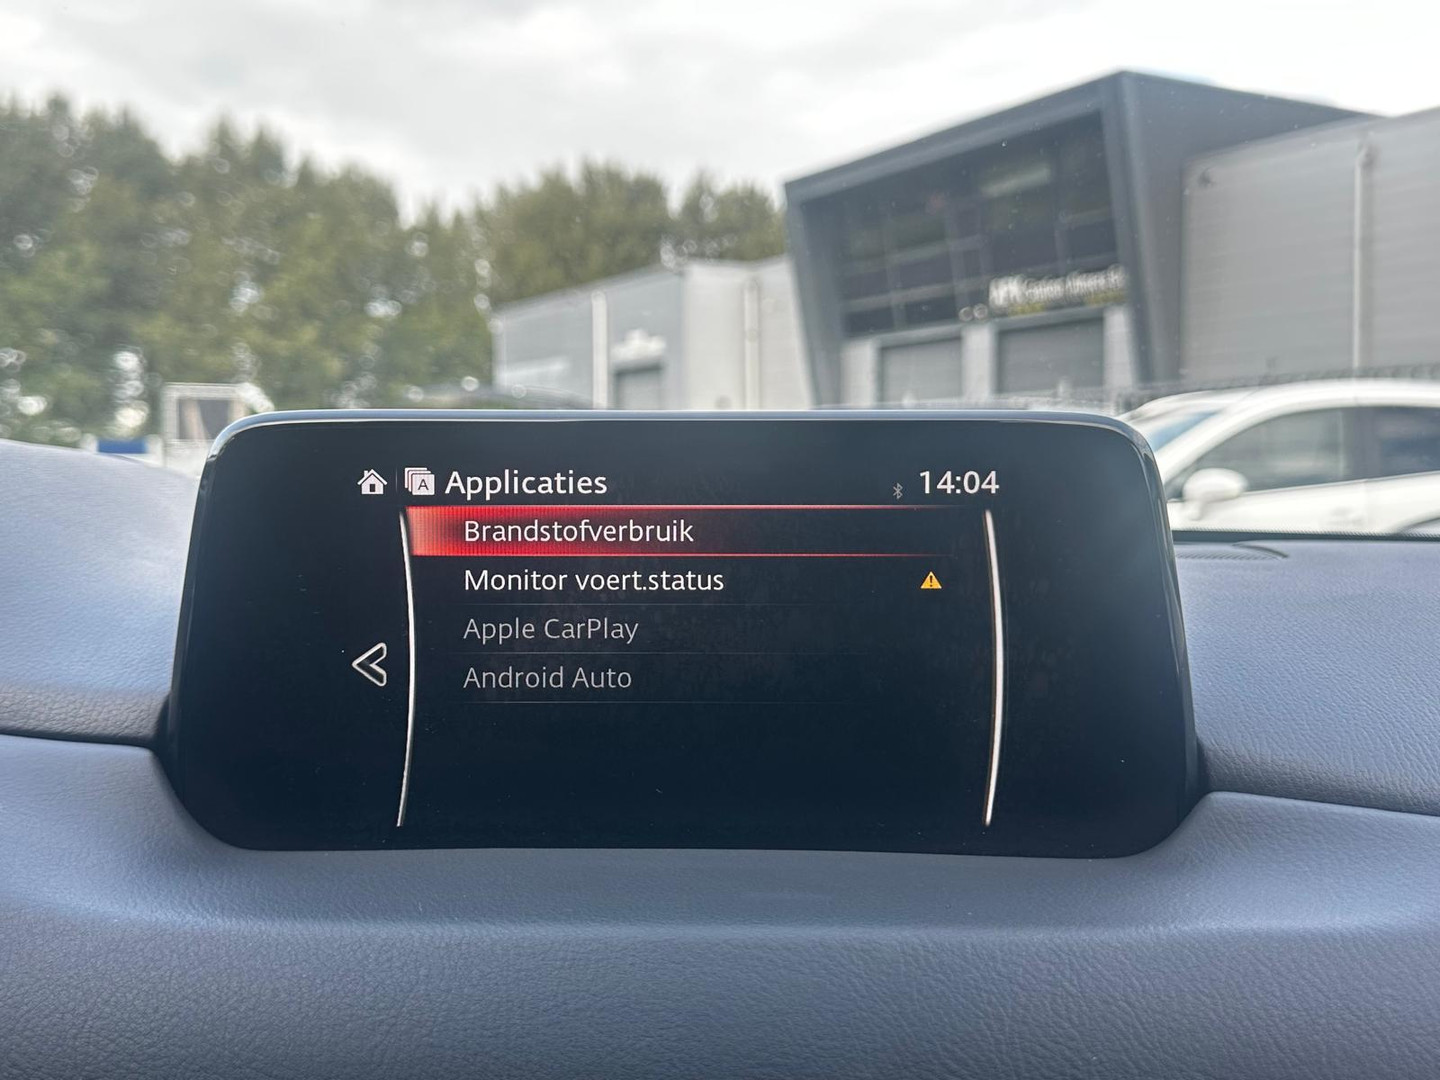 Applicaties 14:04
Brandstofverbruik
Monitor voert.status
Apple CarPlay
Android Auto